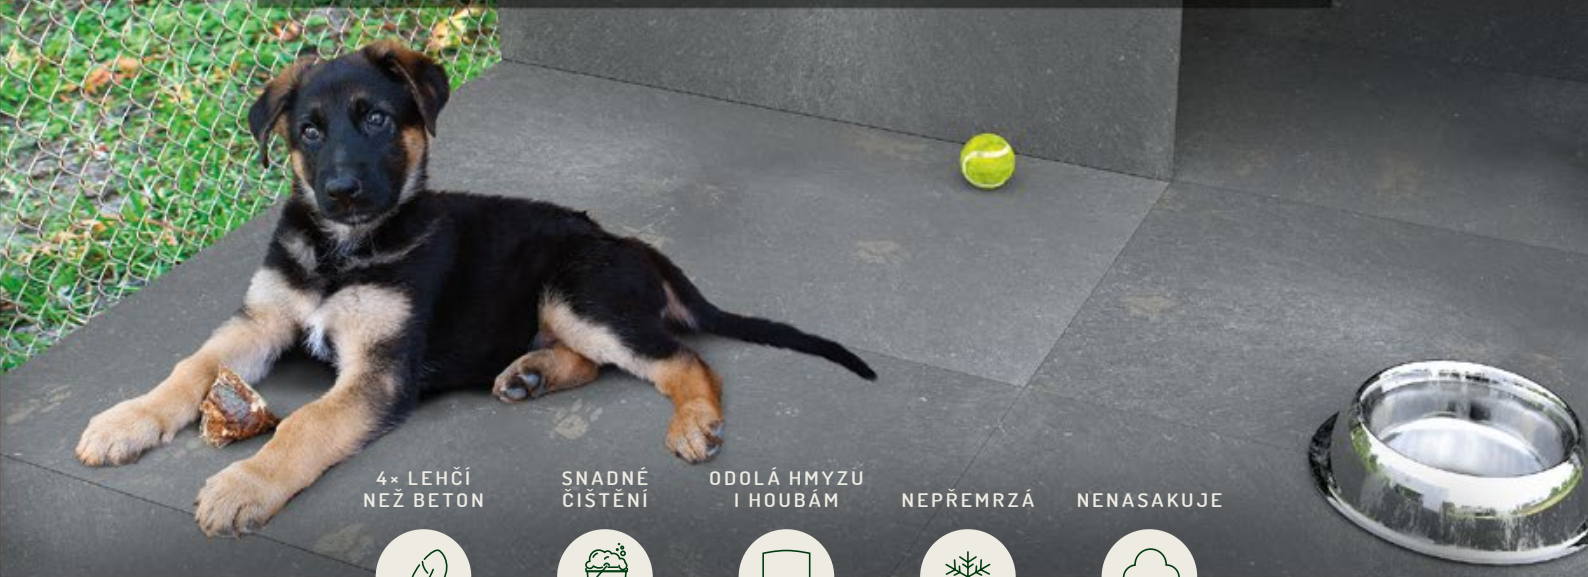 4× LEHČÍ
NEŽ BETON
SNADNÉ
ČIŠTĚNÍ
ODOLÁ HMYZU
I HOUBÁM
NEPŘEMRZÁ
NENASAKUJE